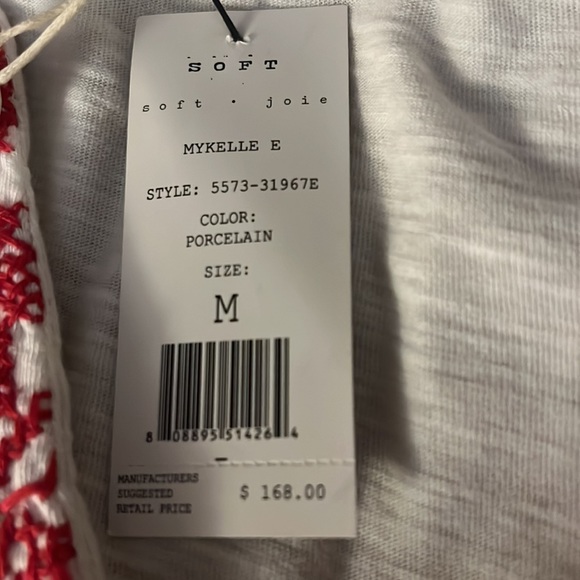 SOFT
soft • joie
MYKELLE E
STYLE: 5573-31967E
COLOR:
PORCELAIN
SIZE:
M
8 08895 51426 4
MANUFACTURERS
SUGGESTED
RETAIL PRICE
$ 168.00